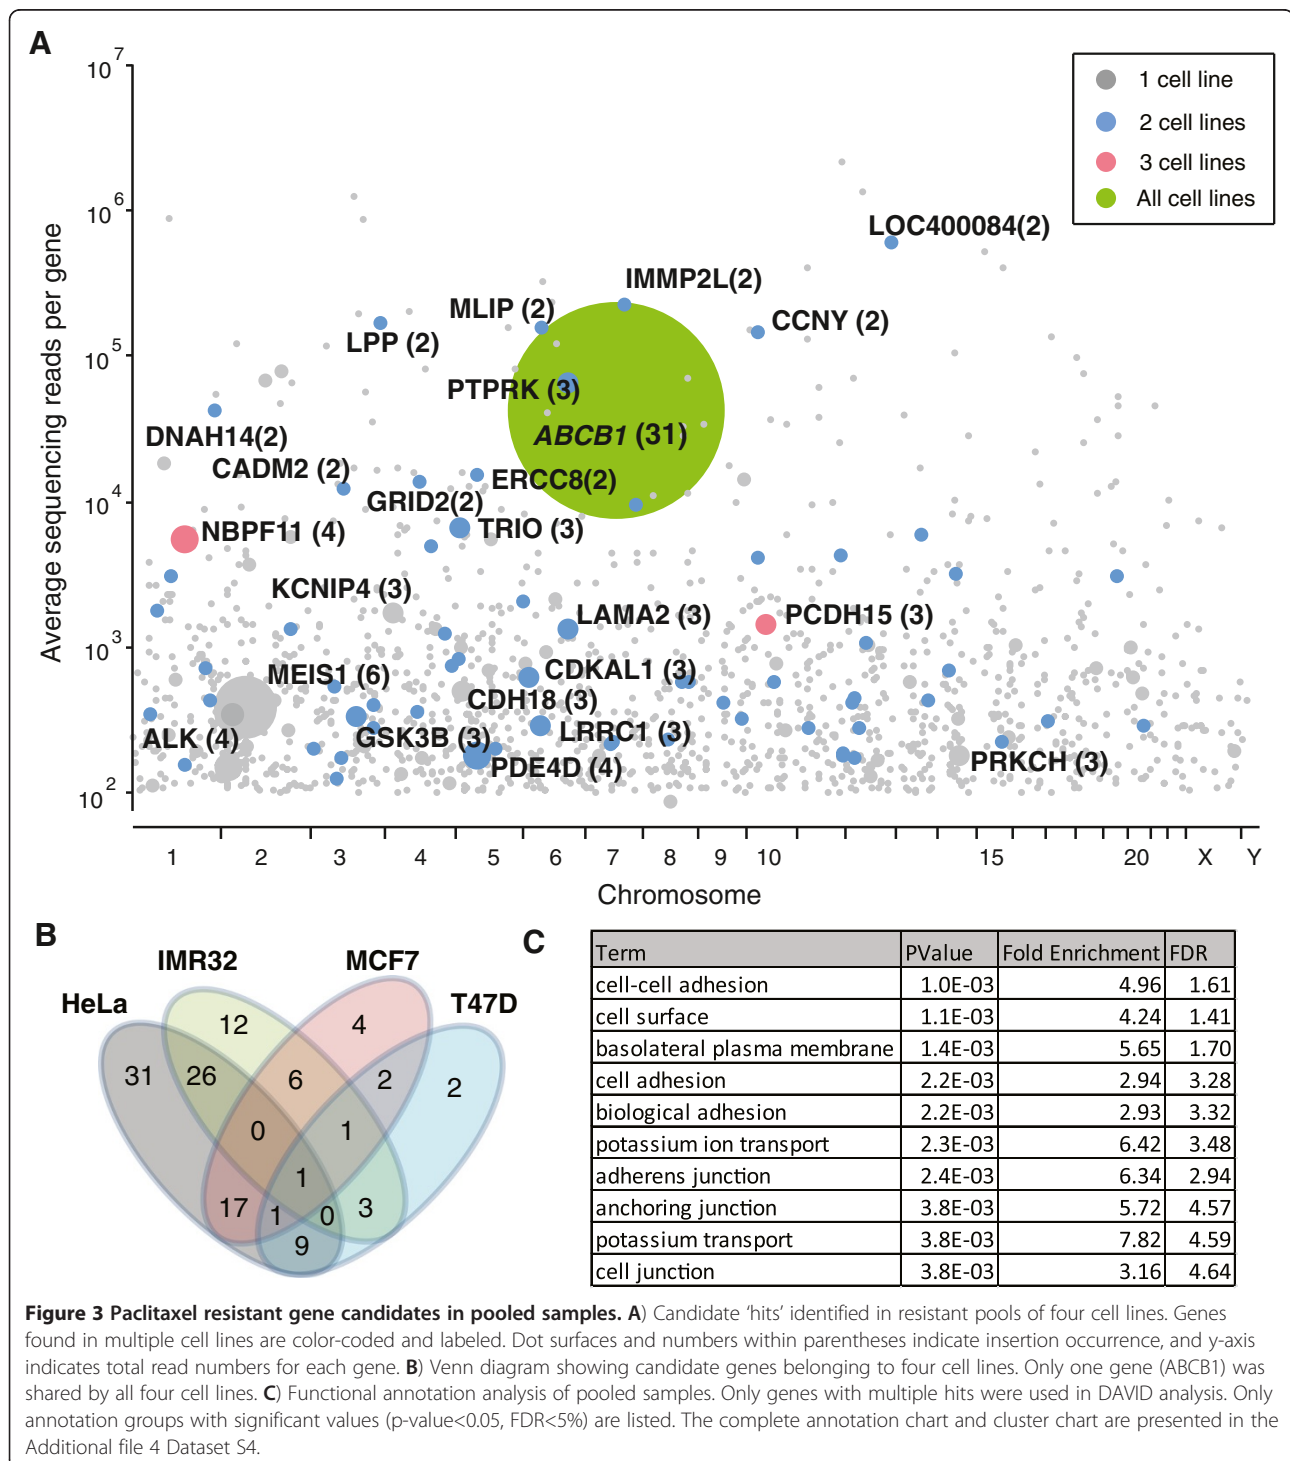 A
10^7
10^6
10^5
10^4
10^3
10^2
Average sequencing reads per gene
1 cell line
2 cell lines
3 cell lines
All cell lines
LOC400084(2)
IMMP2L(2)
MLIP (2)
CCNY (2)
LPP (2)
PTPRK (3)
ABCB1 (31)
DNAH14(2)
CADM2 (2)
ERCC8(2)
GRID2(2)
NBPF11 (4)
TRIO (3)
KCNIP4 (3)
LAMA2 (3)
PCDH15 (3)
MEIS1 (6)
CDKAL1 (3)
CDH18 (3)
ALK (4)
GSK3B (3)
LRRC1 (3)
PDE4D (4)
PRKCH (3)
1 2 3 4 5 6 7 8 9 10 15 20 X Y
Chromosome
B
IMR32
MCF7
HeLa
T47D
12
4
31
26
6
2
2
0
1
1
17
1
0
3
9
C
Term PValue Fold Enrichment FDR
cell-cell adhesion 1.0E-03 4.96 1.61
cell surface 1.1E-03 4.24 1.41
basolateral plasma membrane 1.4E-03 5.65 1.70
cell adhesion 2.2E-03 2.94 3.28
biological adhesion 2.2E-03 2.93 3.32
potassium ion transport 2.3E-03 6.42 3.48
adherens junction 2.4E-03 6.34 2.94
anchoring junction 3.8E-03 5.72 4.57
potassium transport 3.8E-03 7.82 4.59
cell junction 3.8E-03 3.16 4.64
Figure 3 Paclitaxel resistant gene candidates in pooled samples. A) Candidate ‘hits’ identified in resistant pools of four cell lines. Genes
found in multiple cell lines are color-coded and labeled. Dot surfaces and numbers within parentheses indicate insertion occurrence, and y-axis
indicates total read numbers for each gene. B) Venn diagram showing candidate genes belonging to four cell lines. Only one gene (ABCB1) was
shared by all four cell lines. C) Functional annotation analysis of pooled samples. Only genes with multiple hits were used in DAVID analysis. Only
annotation groups with significant values (p-value<0.05, FDR<5%) are listed. The complete annotation chart and cluster chart are presented in the
Additional file 4 Dataset S4.